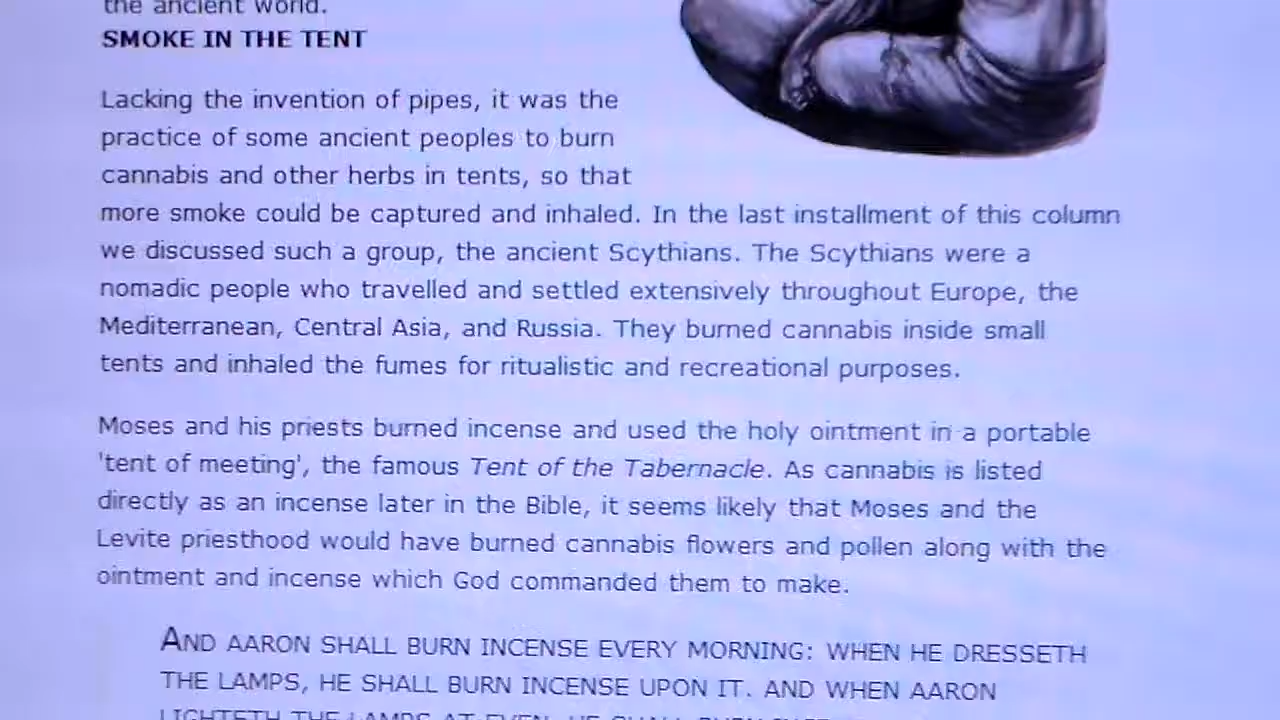 the ancient world.
SMOKE IN THE TENT
Lacking the invention of pipes, it was the
practice of some ancient peoples to burn
cannabis and other herbs in tents, so that
more smoke could be captured and inhaled. In the last installment of this column
we discussed such a group, the ancient Scythians. The Scythians were a
nomadic people who travelled and settled extensively throughout Europe, the
Mediterranean, Central Asia, and Russia. They burned cannabis inside small
tents and inhaled the fumes for ritualistic and recreational purposes.
Moses and his priests burned incense and used the holy ointment in a portable
'tent of meeting', the famous Tent of the Tabernacle. As cannabis is listed
directly as an incense later in the Bible, it seems likely that Moses and the
Levite priesthood would have burned cannabis flowers and pollen along with the
ointment and incense which God commanded them to make.
AND AARON SHALL BURN INCENSE EVERY MORNING: WHEN HE DRESSETH
THE LAMPS, HE SHALL BURN INCENSE UPON IT. AND WHEN AARON
LIGHTETH THE LAMPS AT EVEN, HE SHALL BURN